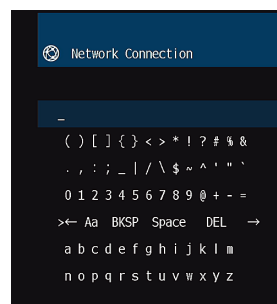 Network Connection
_
( ) [ ] { } < > * ! ? # % &
. , : ; _ | / \ $ ~ ^ ' " `
0 1 2 3 4 5 6 7 8 9 @ + - =
>← Aa BKSP Space DEL →
a b c d e f g h i j k l m
n o p q r s t u v w x y z